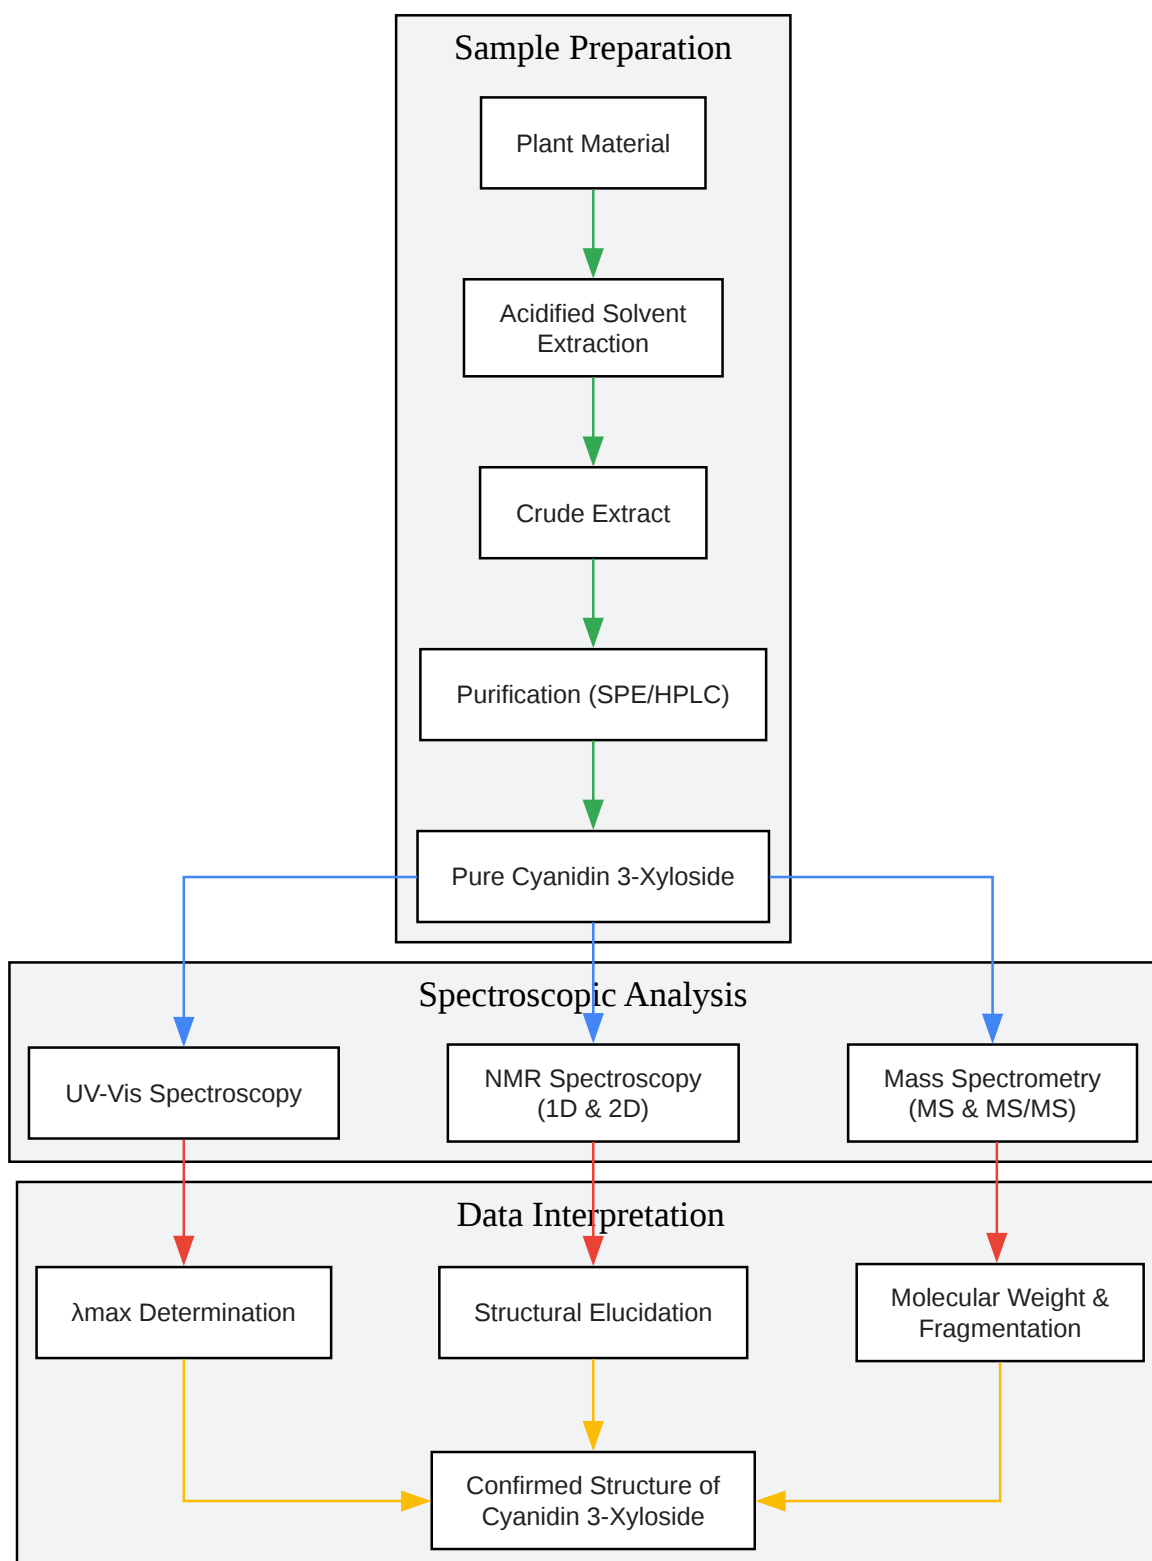 Sample Preparation
Plant Material
Acidified Solvent
Extraction
Crude Extract
Purification (SPE/HPLC)
Pure Cyanidin 3-Xyloside
Spectroscopic Analysis
UV-Vis Spectroscopy
NMR Spectroscopy
(1D & 2D)
Mass Spectrometry
(MS & MS/MS)
Data Interpretation
λmax Determination
Structural Elucidation
Molecular Weight &
Fragmentation
Confirmed Structure of
Cyanidin 3-Xyloside